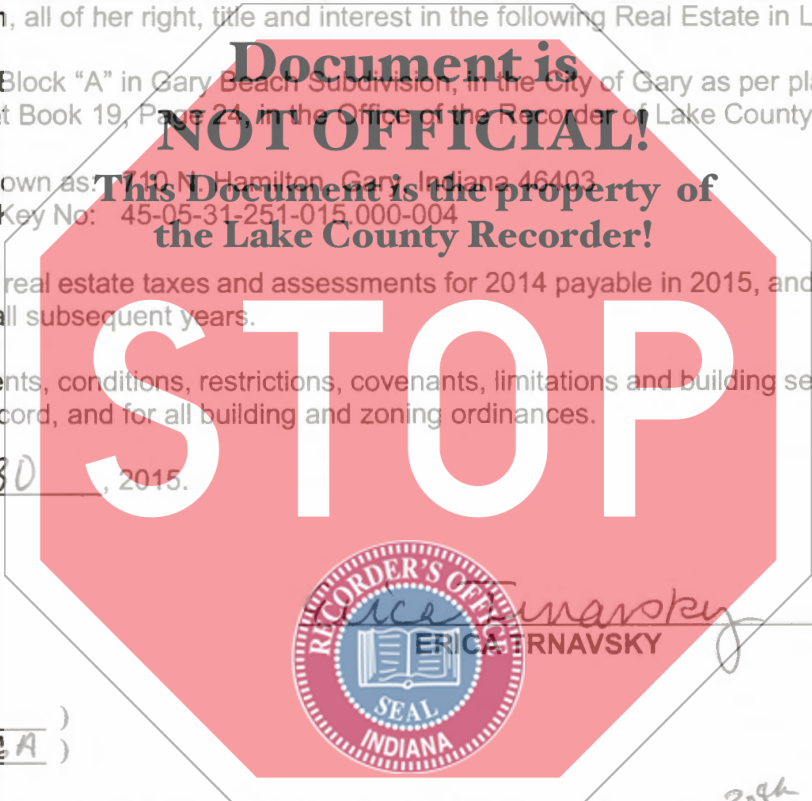 , all of her right, title and interest in the following Real Estate in L
Document is
Block “A” in Gary Beach Subdivision, in the City of Gary as per pl
Book 19, Page 24, in the Office of the Recorder of Lake County
NOT OFFICIAL!
own as: 710 N. Hamilton, Gary, Indiana 46403
This Document is the property of
Key No: 45-05-31-251-015.000-004
the Lake County Recorder!
real estate taxes and assessments for 2014 payable in 2015, and
all subsequent years.
STOP
nts, conditions, restrictions, covenants, limitations and building se
cord, and for all building and zoning ordinances.
30, 2015.
RECORDER'S OFFICE
Erica Trnavsky
ERICA TRNAVSKY
SEAL
INDIANA
)
GA )